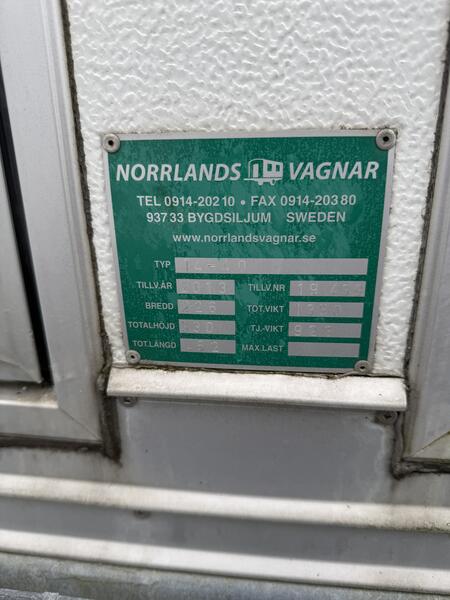 NORRLANDS VAGNAR
TEL 0914-202 10 • FAX 0914-203 80
937 33 BYGDSILJUM SWEDEN
www.norrlandsvagnar.se
TYP
TILLV.ÅR 2013 TILLV.NR
BREDD TOT.VIKT
TOTALHÖJD TJ.-VIKT
TOT.LÄNGD MAX.LAST